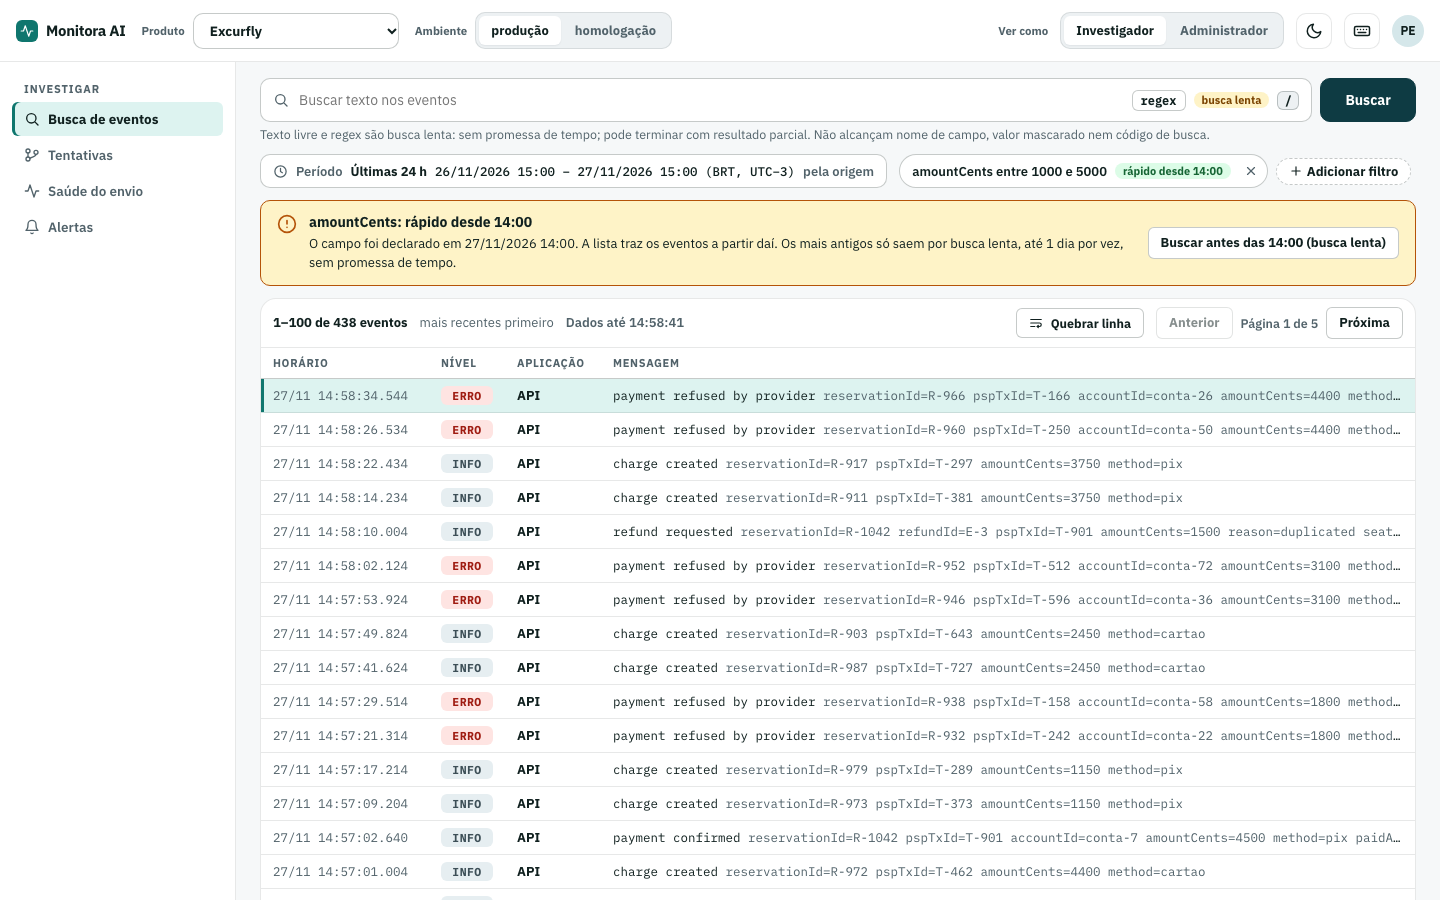 Monitora AI Produto Excurfly Ambiente produção homologação Ver como Investigador Administrador PE
INVESTIGAR
Busca de eventos
Tentativas
Saúde do envio
Alertas
Buscar texto nos eventos regex busca lenta / Buscar
Texto livre e regex são busca lenta: sem promessa de tempo; pode terminar com resultado parcial. Não alcançam nome de campo, valor mascarado nem código de busca.
Período Últimas 24 h 26/11/2026 15:00 – 27/11/2026 15:00 (BRT, UTC−3) pela origem amountCents entre 1000 e 5000 rápido desde 14:00 × + Adicionar filtro
amountCents: rápido desde 14:00
O campo foi declarado em 27/11/2026 14:00. A lista traz os eventos a partir daí. Os mais antigos só saem por busca lenta, até 1 dia por vez,
sem promessa de tempo.
Buscar antes das 14:00 (busca lenta)
1–100 de 438 eventos mais recentes primeiro Dados até 14:58:41 Quebrar linha Anterior Página 1 de 5 Próxima
HORÁRIO NÍVEL APLICAÇÃO MENSAGEM
27/11 14:58:34.544 ERRO API payment refused by provider reservationId=R-966 pspTxId=T-166 accountId=conta-26 amountCents=4400 method…
27/11 14:58:26.534 ERRO API payment refused by provider reservationId=R-960 pspTxId=T-250 accountId=conta-50 amountCents=4400 method…
27/11 14:58:22.434 INFO API charge created reservationId=R-917 pspTxId=T-297 amountCents=3750 method=pix
27/11 14:58:14.234 INFO API charge created reservationId=R-911 pspTxId=T-381 amountCents=3750 method=pix
27/11 14:58:10.004 INFO API refund requested reservationId=R-1042 refundId=E-3 pspTxId=T-901 amountCents=1500 reason=duplicated seat…
27/11 14:58:02.124 ERRO API payment refused by provider reservationId=R-952 pspTxId=T-512 accountId=conta-72 amountCents=3100 method…
27/11 14:57:53.924 ERRO API payment refused by provider reservationId=R-946 pspTxId=T-596 accountId=conta-36 amountCents=3100 method…
27/11 14:57:49.824 INFO API charge created reservationId=R-903 pspTxId=T-643 amountCents=2450 method=cartao
27/11 14:57:41.624 INFO API charge created reservationId=R-987 pspTxId=T-727 amountCents=2450 method=cartao
27/11 14:57:29.514 ERRO API payment refused by provider reservationId=R-938 pspTxId=T-158 accountId=conta-58 amountCents=1800 method…
27/11 14:57:21.314 ERRO API payment refused by provider reservationId=R-932 pspTxId=T-242 accountId=conta-22 amountCents=1800 method…
27/11 14:57:17.214 INFO API charge created reservationId=R-979 pspTxId=T-289 amountCents=1150 method=pix
27/11 14:57:09.204 INFO API charge created reservationId=R-973 pspTxId=T-373 amountCents=1150 method=pix
27/11 14:57:02.640 INFO API payment confirmed reservationId=R-1042 pspTxId=T-901 accountId=conta-7 amountCents=4500 method=pix paidA…
27/11 14:57:01.004 INFO API charge created reservationId=R-972 pspTxId=T-462 amountCents=4400 method=cartao